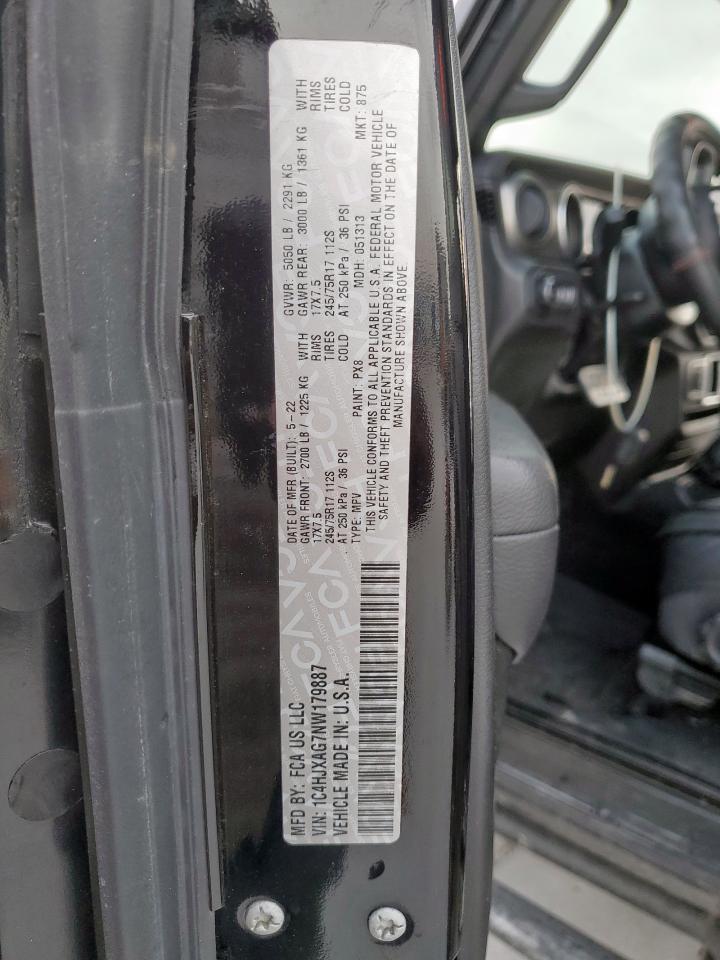 MFD BY: FCA US LLC
VIN: 1C4HJXAG7NW179887
VEHICLE MADE IN: U.S.A.
DATE OF MFR (BUILT): 5-22 GVWR: 5050 LB / 2291 KG
GAWR FRONT: 2700 LB / 1225 KG WITH GAWR REAR: 3000 LB / 1361 KG WITH
17X7.5 RIMS 17X7.5 RIMS
245/75R17 112S TIRES 245/75R17 112S TIRES
AT 250 kPa / 36 PSI COLD AT 250 kPa / 36 PSI COLD
TYPE: MPV PAINT: PX8 MDH: 051313 MKT: 875
THIS VEHICLE CONFORMS TO ALL APPLICABLE U.S.A. FEDERAL MOTOR VEHICLE
SAFETY AND THEFT PREVENTION STANDARDS IN EFFECT ON THE DATE OF
MANUFACTURE SHOWN ABOVE